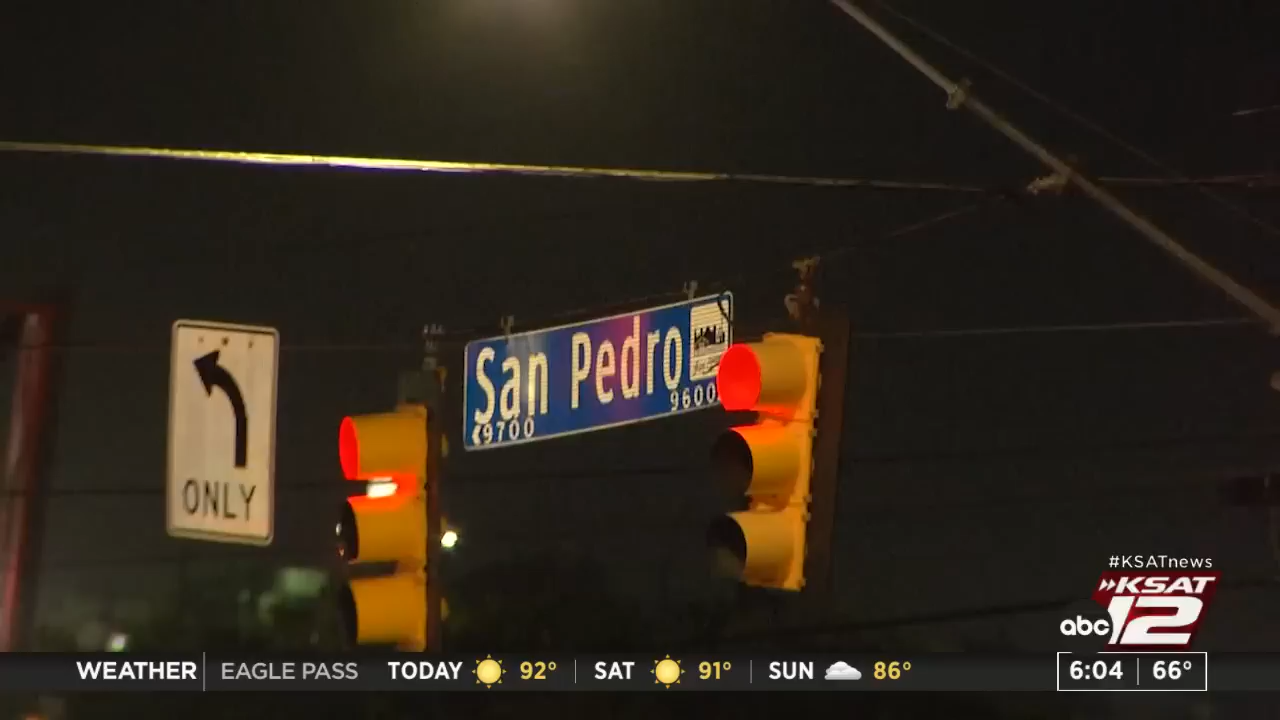 San Pedro
9600
‹9700
ONLY
#KSATnews
KSAT
abc 12
WEATHER | EAGLE PASS TODAY 92° | SAT 91° | SUN 86°
6:04 | 66°